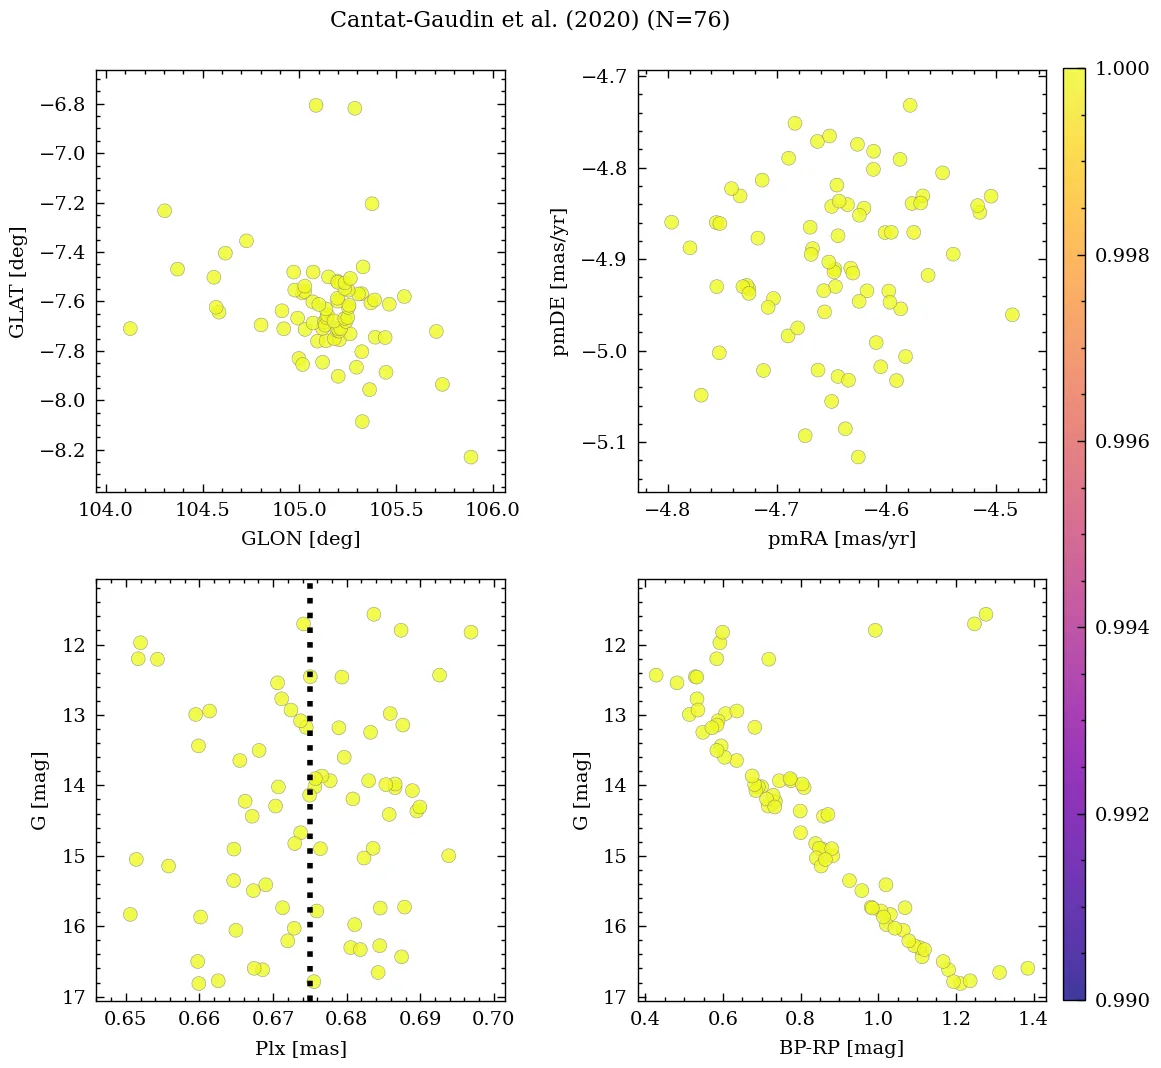 Cantat-Gaudin et al. (2020) (N=76)
−6.8
−7.0
−7.2
−7.4
−7.6
−7.8
−8.0
−8.2
GLAT [deg]
104.0 104.5 105.0 105.5 106.0
GLON [deg]
−4.7
−4.8
−4.9
−5.0
−5.1
pmDE [mas/yr]
−4.8 −4.7 −4.6 −4.5
pmRA [mas/yr]
12
13
14
15
16
17
G [mag]
0.65 0.66 0.67 0.68 0.69 0.70
Plx [mas]
12
13
14
15
16
17
G [mag]
0.4 0.6 0.8 1.0 1.2 1.4
BP-RP [mag]
1.000
0.998
0.996
0.994
0.992
0.990